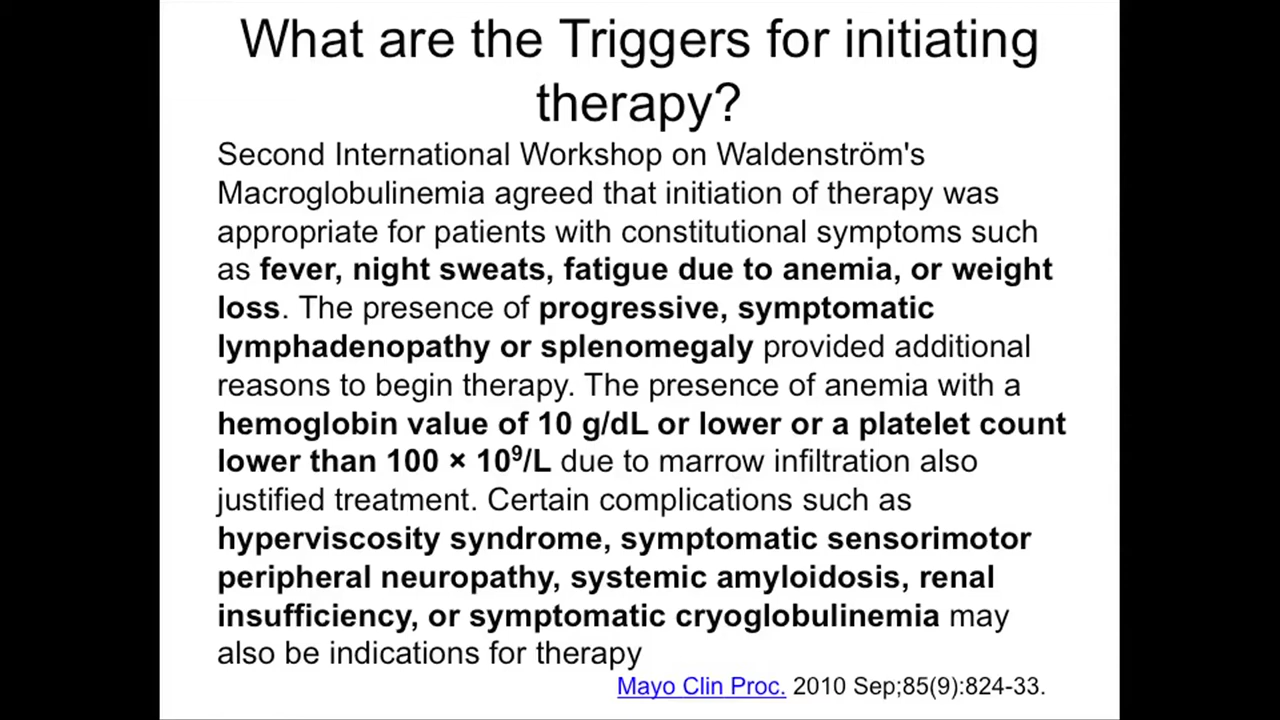 What are the Triggers for initiating
therapy?
Second International Workshop on Waldenström's
Macroglobulinemia agreed that initiation of therapy was
appropriate for patients with constitutional symptoms such
as fever, night sweats, fatigue due to anemia, or weight
loss. The presence of progressive, symptomatic
lymphadenopathy or splenomegaly provided additional
reasons to begin therapy. The presence of anemia with a
hemoglobin value of 10 g/dL or lower or a platelet count
lower than 100 × 10⁹/L due to marrow infiltration also
justified treatment. Certain complications such as
hyperviscosity syndrome, symptomatic sensorimotor
peripheral neuropathy, systemic amyloidosis, renal
insufficiency, or symptomatic cryoglobulinemia may
also be indications for therapy
Mayo Clin Proc. 2010 Sep;85(9):824-33.